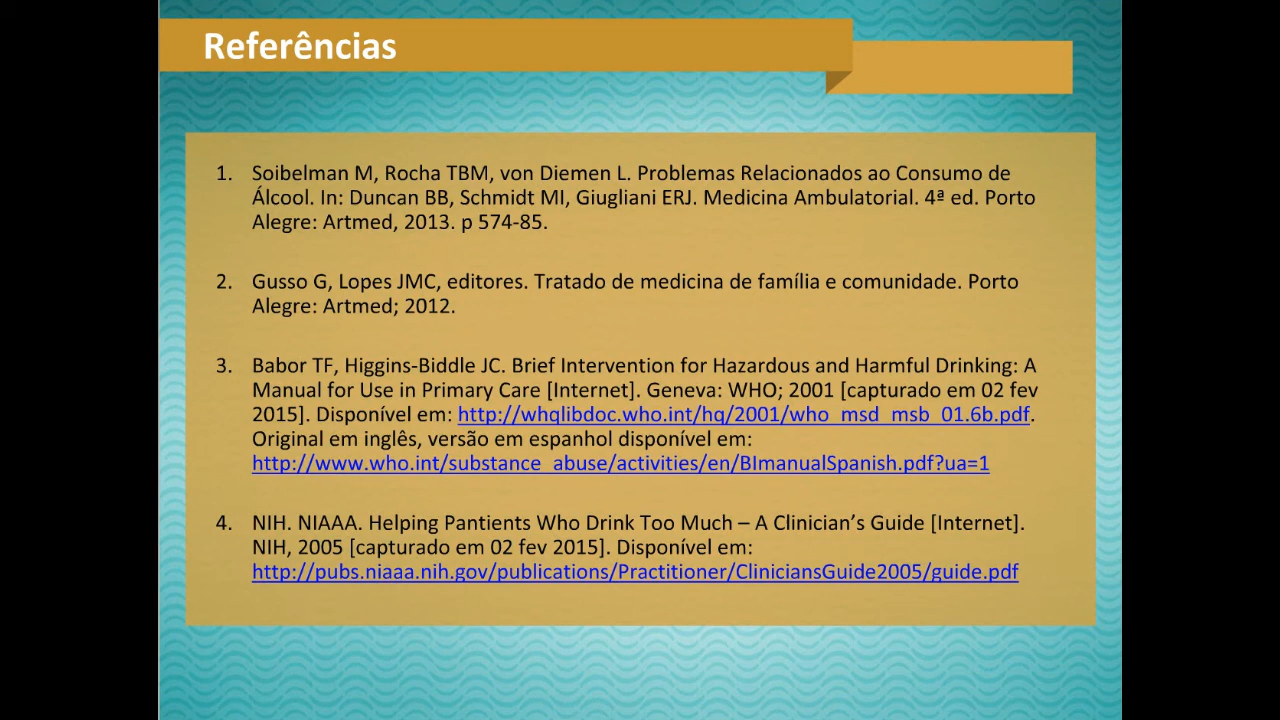 Referências
1. Soibelman M, Rocha TBM, von Diemen L. Problemas Relacionados ao Consumo de
Álcool. In: Duncan BB, Schmidt MI, Giugliani ERJ. Medicina Ambulatorial. 4ª ed. Porto
Alegre: Artmed, 2013. p 574-85.
2. Gusso G, Lopes JMC, editores. Tratado de medicina de família e comunidade. Porto
Alegre: Artmed; 2012.
3. Babor TF, Higgins-Biddle JC. Brief Intervention for Hazardous and Harmful Drinking: A
Manual for Use in Primary Care [Internet]. Geneva: WHO; 2001 [capturado em 02 fev
2015]. Disponível em: http://whqlibdoc.who.int/hq/2001/who_msd_msb_01.6b.pdf.
Original em inglês, versão em espanhol disponível em:
http://www.who.int/substance_abuse/activities/en/BImanualSpanish.pdf?ua=1
4. NIH. NIAAA. Helping Pantients Who Drink Too Much – A Clinician’s Guide [Internet].
NIH, 2005 [capturado em 02 fev 2015]. Disponível em:
http://pubs.niaaa.nih.gov/publications/Practitioner/CliniciansGuide2005/guide.pdf